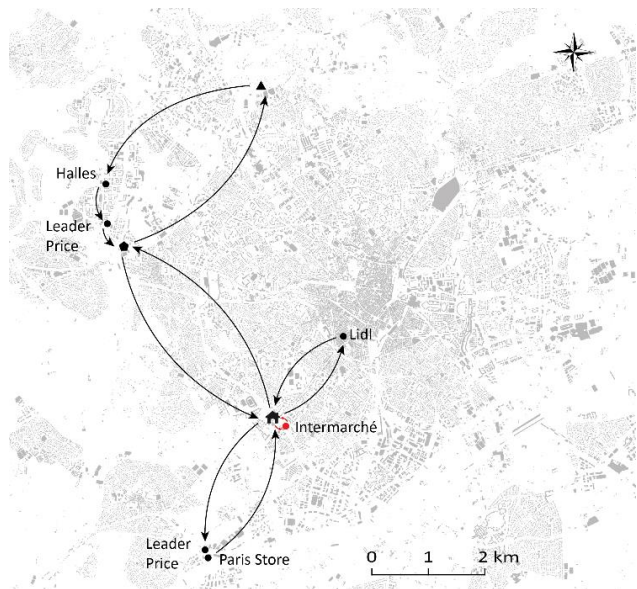 Halles
Leader
Price
Lidl
Intermarché
Leader
Price
Paris Store
0 1 2 km